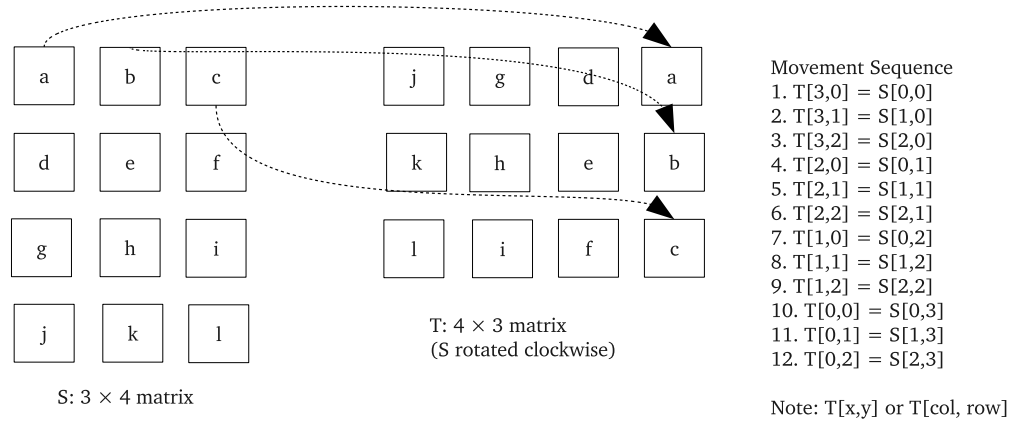 a b c
d e f
g h i
j k l
S: 3 × 4 matrix
j g d a
k h e b
l i f c
T: 4 × 3 matrix
(S rotated clockwise)
Movement Sequence
1. T[3,0] = S[0,0]
2. T[3,1] = S[1,0]
3. T[3,2] = S[2,0]
4. T[2,0] = S[0,1]
5. T[2,1] = S[1,1]
6. T[2,2] = S[2,1]
7. T[1,0] = S[0,2]
8. T[1,1] = S[1,2]
9. T[1,2] = S[2,2]
10. T[0,0] = S[0,3]
11. T[0,1] = S[1,3]
12. T[0,2] = S[2,3]
Note: T[x,y] or T[col, row]